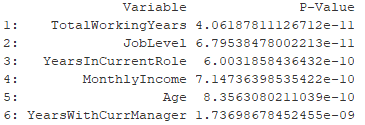 Variable P-Value
1: TotalWorkingYears 4.06187811126712e-11
2: JobLevel 6.79538478002213e-11
3: YearsInCurrentRole 6.0031858436432e-10
4: MonthlyIncome 7.14736398535422e-10
5: Age 8.3563080211039e-10
6: YearsWithCurrManager 1.73698678452455e-09